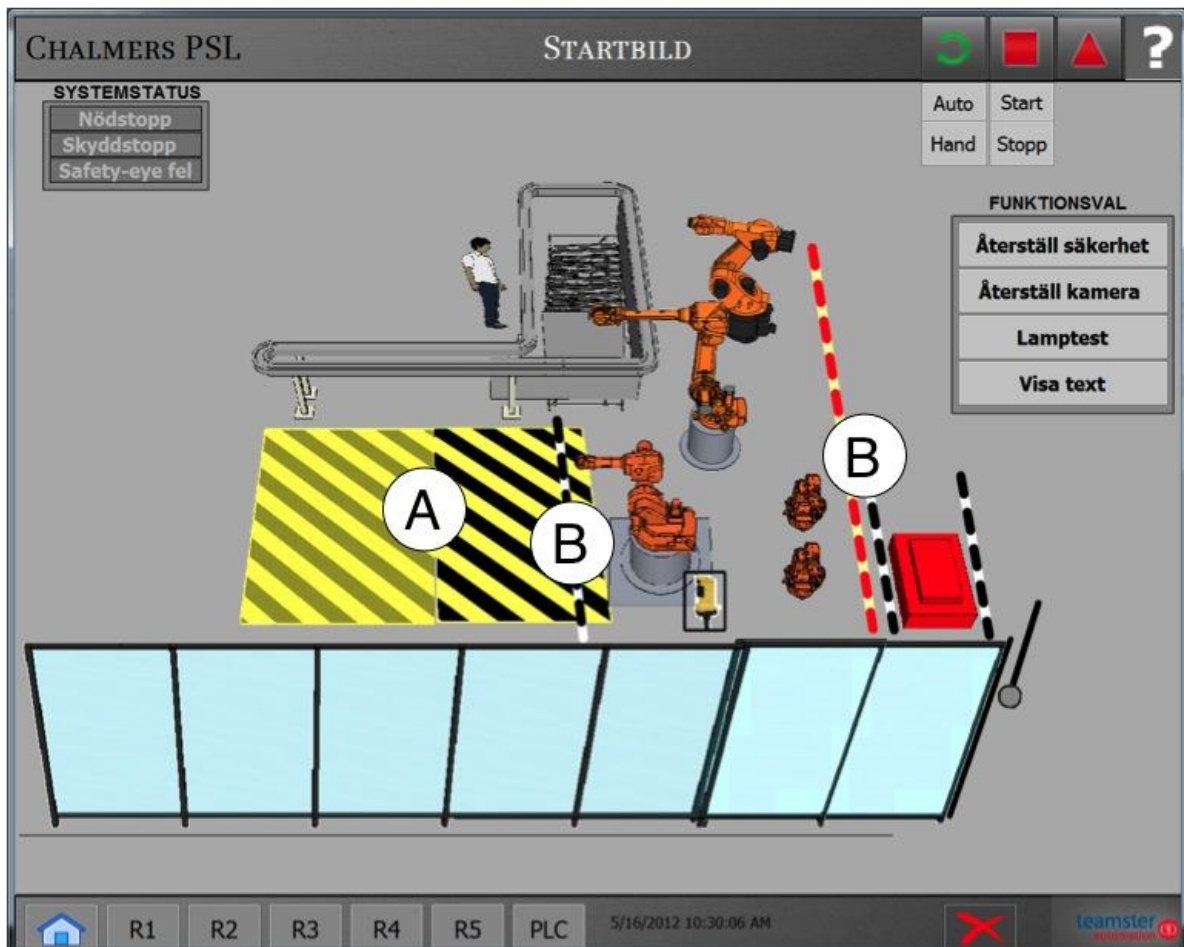 CHALMERS PSL
STARTBILD
?
SYSTEMSTATUS
Nödstopp
Skyddstopp
Safety-eye fel
Auto
Start
Hand
Stopp
FUNKTIONSVAL
Återställ säkerhet
Återställ kamera
Lamptest
Visa text
A
B
B
R1
R2
R3
R4
R5
PLC
5/16/2012 10:30:06 AM
teamster
automation